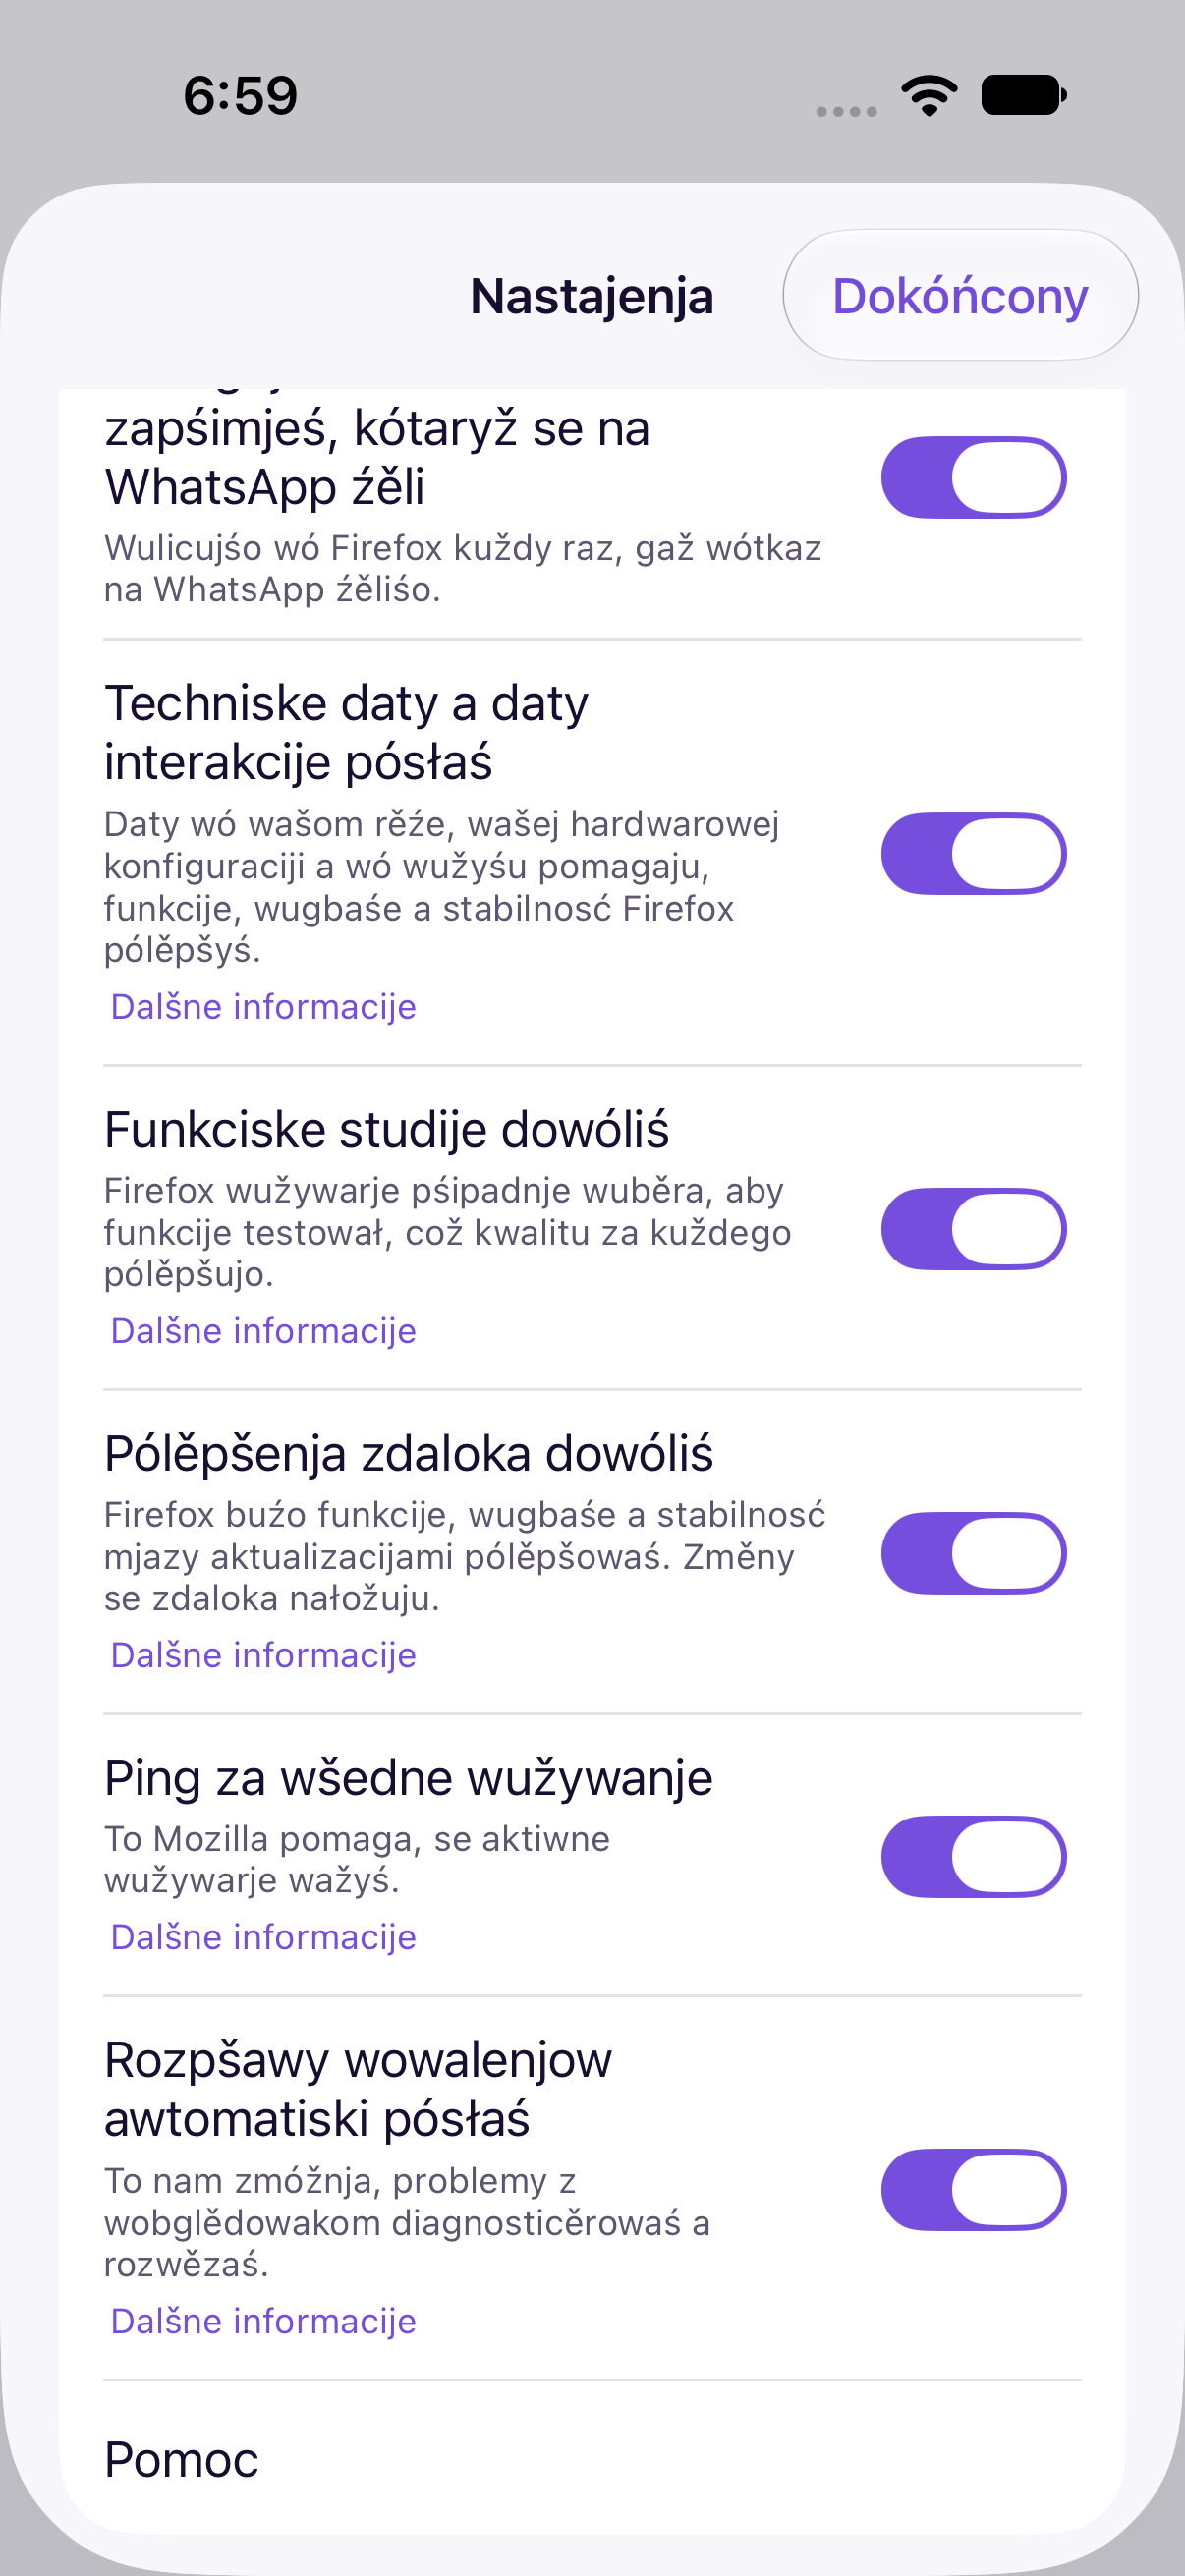 6:59
Nastajenja
Dokóńcony
zapśimjeś, kótaryž se na
WhatsApp źěli
Wulicujśo wó Firefox kuždy raz, gaž wótkaz
na WhatsApp źěliśo.
Techniske daty a daty
interakcije pósłaś
Daty wó wašom rěźe, wašej hardwarowej
konfiguraciji a wó wužyśu pomagaju,
funkcije, wugbaśe a stabilnosć Firefox
pólěpšyś.
Dalšne informacije
Funkciske studije dowóliś
Firefox wužywarje pśipadnje wuběra, aby
funkcije testował, což kwalitu za kuždego
pólěpšujo.
Dalšne informacije
Pólěpšenja zdaloka dowóliś
Firefox buźo funkcije, wugbaśe a stabilnosć
mjazy aktualizacijami pólěpšowaś. Změny
se zdaloka nałožuju.
Dalšne informacije
Ping za wšedne wužywanje
To Mozilla pomaga, se aktiwne
wužywarje wažyś.
Dalšne informacije
Rozpšawy wowalenjow
awtomatiski pósłaś
To nam zmóžnja, problemy z
wobglědowakom diagnosticěrowaś a
rozwězaś.
Dalšne informacije
Pomoc